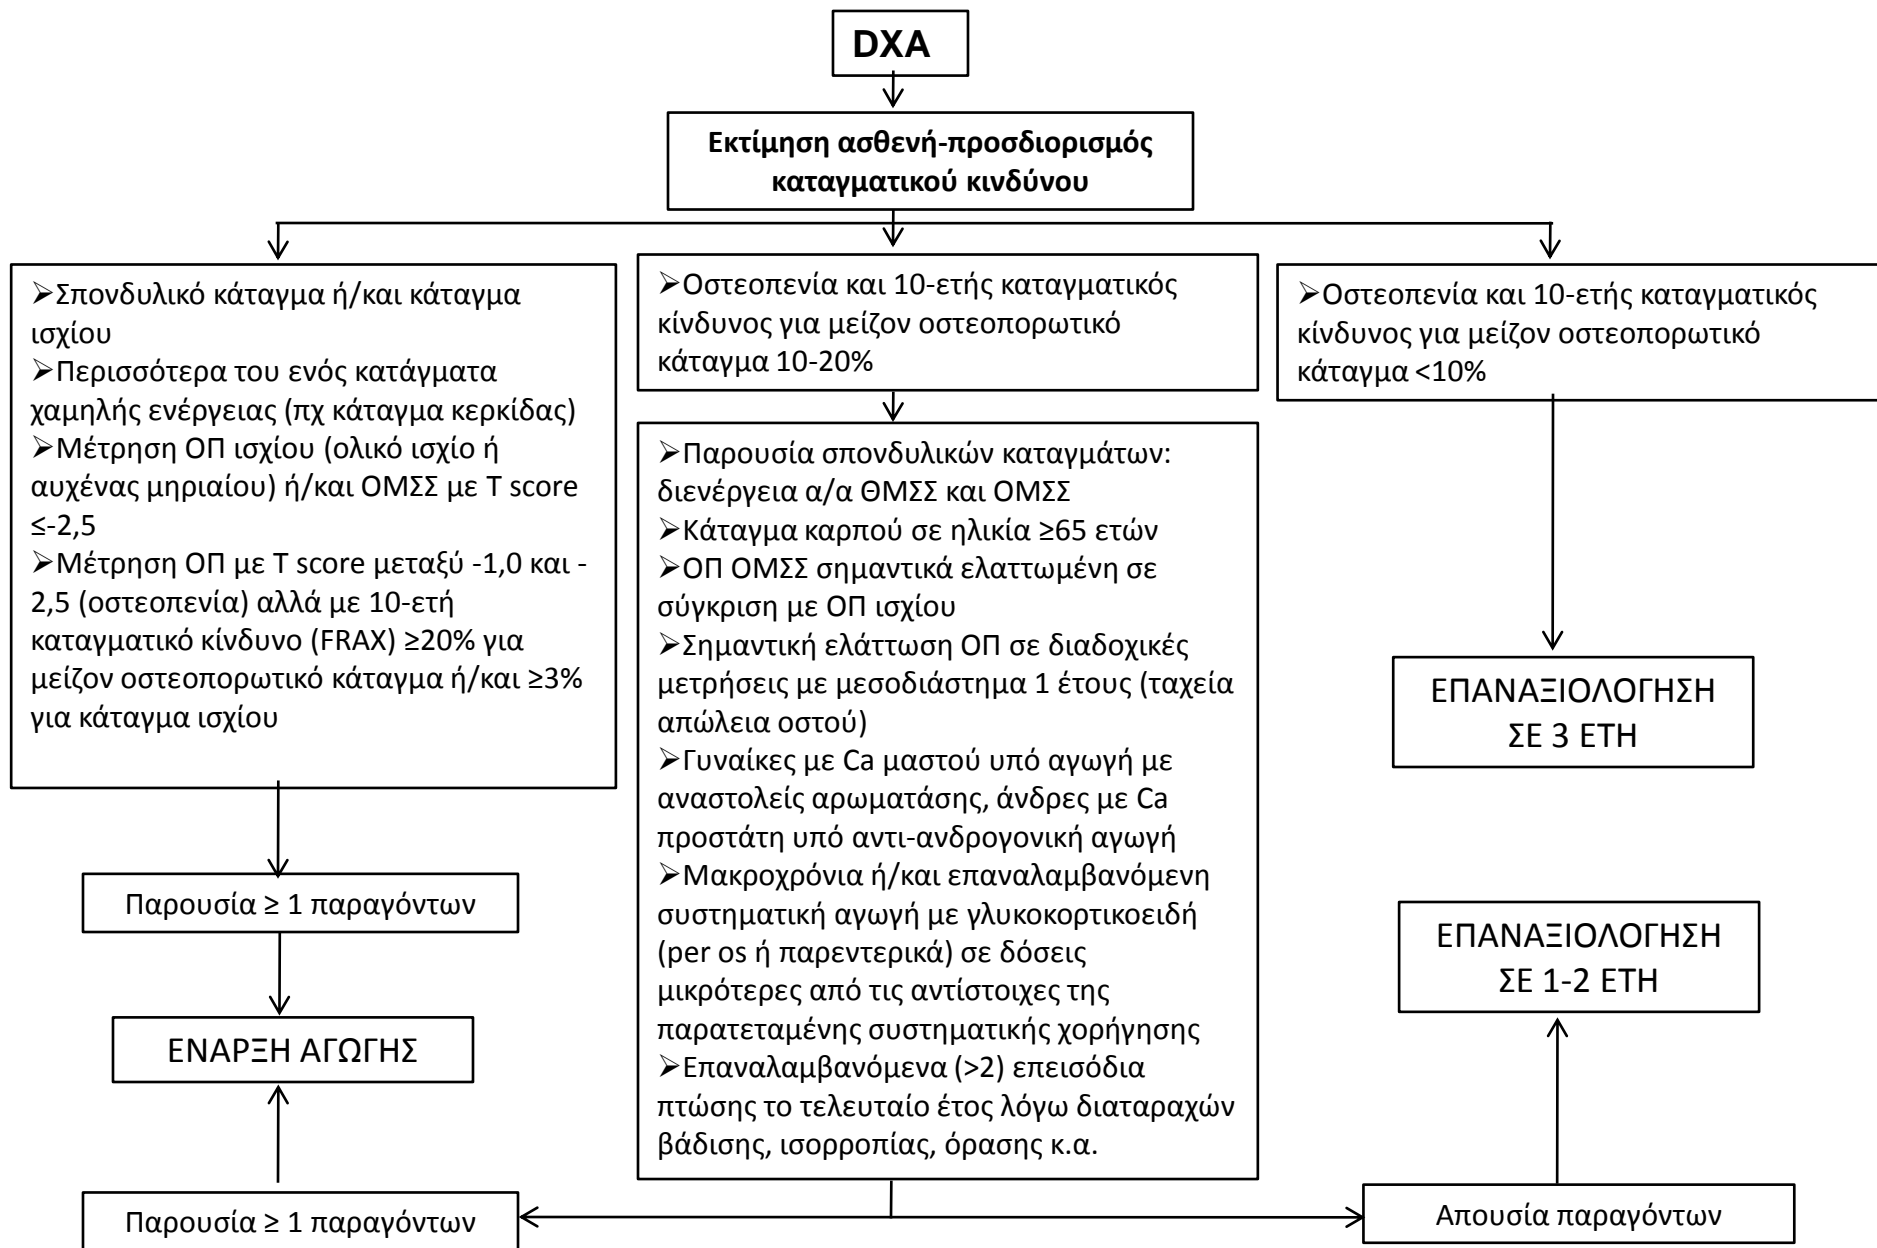 DXA
Εκτίμηση ασθενή-προσδιορισμός
καταγματικού κινδύνου
➢Σπονδυλικό κάταγμα ή/και κάταγμα
ισχίου
➢Περισσότερα του ενός κατάγματα
χαμηλής ενέργειας (πχ κάταγμα κερκίδας)
➢Μέτρηση ΟΠ ισχίου (ολικό ισχίο ή
αυχένας μηριαίου) ή/και ΟΜΣΣ με T score
≤-2,5
➢Μέτρηση ΟΠ με T score μεταξύ -1,0 και -
2,5 (οστεοπενία) αλλά με 10-ετή
καταγματικό κίνδυνο (FRAX) ≥20% για
μείζον οστεοπορωτικό κάταγμα ή/και ≥3%
για κάταγμα ισχίου
Παρουσία ≥ 1 παραγόντων
ΕΝΑΡΞΗ ΑΓΩΓΗΣ
Παρουσία ≥ 1 παραγόντων
➢Οστεοπενία και 10-ετής καταγματικός
κίνδυνος για μείζον οστεοπορωτικό
κάταγμα 10-20%
➢Παρουσία σπονδυλικών καταγμάτων:
διενέργεια α/α ΘΜΣΣ και ΟΜΣΣ
➢Κάταγμα καρπού σε ηλικία ≥65 ετών
➢ΟΠ ΟΜΣΣ σημαντικά ελαττωμένη σε
σύγκριση με ΟΠ ισχίου
➢Σημαντική ελάττωση ΟΠ σε διαδοχικές
μετρήσεις με μεσοδιάστημα 1 έτους (ταχεία
απώλεια οστού)
➢Γυναίκες με Ca μαστού υπό αγωγή με
αναστολείς αρωματάσης, άνδρες με Ca
προστάτη υπό αντι-ανδρογονική αγωγή
➢Μακροχρόνια ή/και επαναλαμβανόμενη
συστηματική αγωγή με γλυκοκορτικοειδή
(per os ή παρεντερικά) σε δόσεις
μικρότερες από τις αντίστοιχες της
παρατεταμένης συστηματικής χορήγησης
➢Επαναλαμβανόμενα (>2) επεισόδια
πτώσης το τελευταίο έτος λόγω διαταραχών
βάδισης, ισορροπίας, όρασης κ.α.
➢Οστεοπενία και 10-ετής καταγματικός
κίνδυνος για μείζον οστεοπορωτικό
κάταγμα <10%
ΕΠΑΝΑΞΙΟΛΟΓΗΣΗ
ΣΕ 3 ΕΤΗ
ΕΠΑΝΑΞΙΟΛΟΓΗΣΗ
ΣΕ 1-2 ΕΤΗ
Απουσία παραγόντων